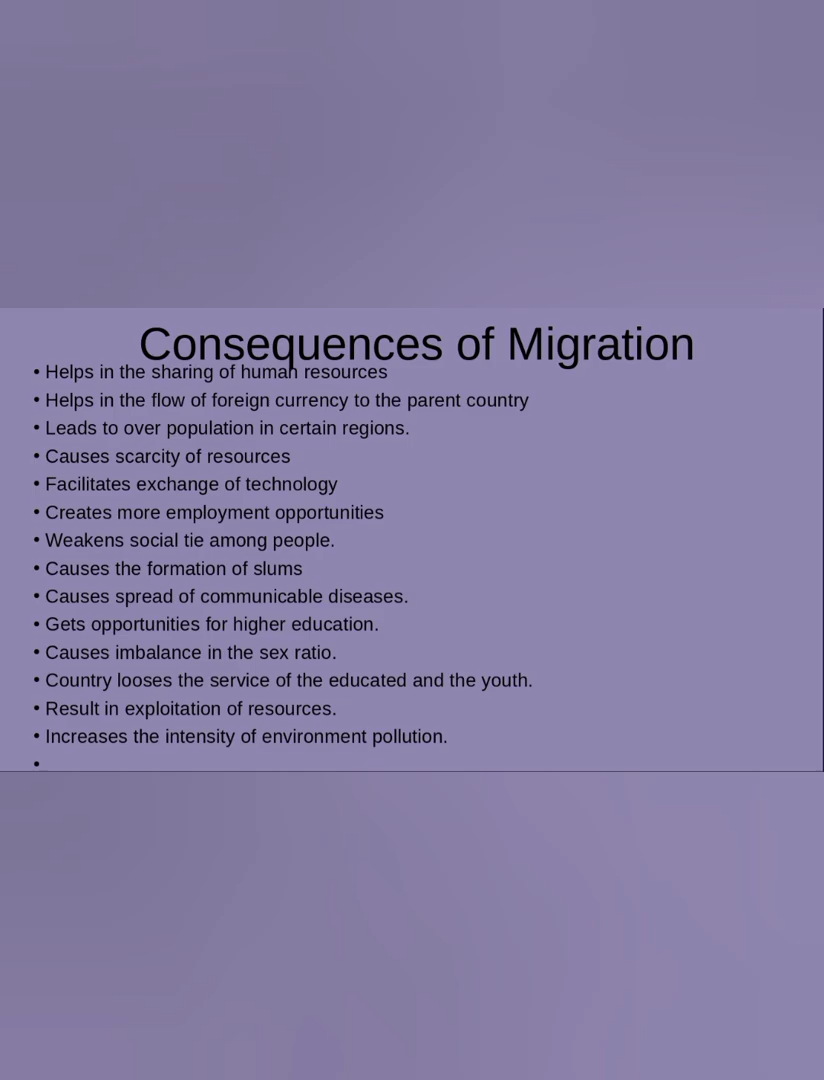 Consequences of Migration
• Helps in the sharing of human resources
• Helps in the flow of foreign currency to the parent country
• Leads to over population in certain regions.
• Causes scarcity of resources
• Facilitates exchange of technology
• Creates more employment opportunities
• Weakens social tie among people.
• Causes the formation of slums
• Causes spread of communicable diseases.
• Gets opportunities for higher education.
• Causes imbalance in the sex ratio.
• Country looses the service of the educated and the youth.
• Result in exploitation of resources.
• Increases the intensity of environment pollution.
•